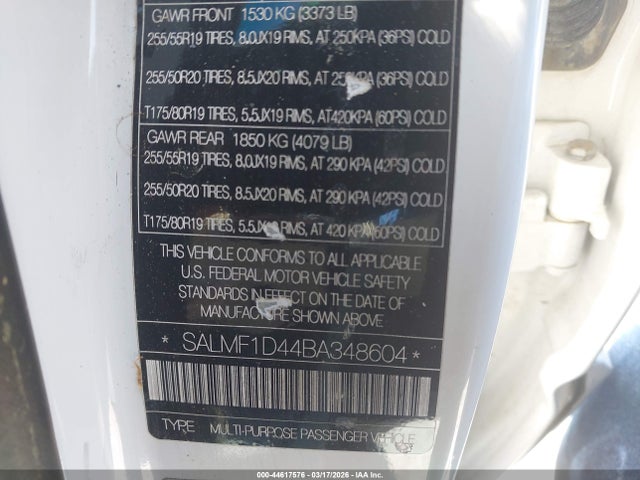 GAWR FRONT 1530 KG (3373 LB)
255/55R19 TIRES, 8.0JX19 RIMS, AT 250KPA (36PSI) COLD
255/50R20 TIRES, 8.5JX20 RIMS, AT 250KPA (36PSI) COLD
T175/80R19 TIRES, 5.5JX19 RIMS, AT420KPA (60PSI) COLD
GAWR REAR 1850 KG (4079 LB)
255/55R19 TIRES, 8.0JX19 RIMS, AT 290 KPA (42PSI) COLD
255/50R20 TIRES, 8.5JX20 RIMS, AT 290 KPA (42PSI) COLD
T175/80R19 TIRES, 5.5JX19 RIMS, AT 420 KPA (60PSI) COLD
THIS VEHICLE CONFORMS TO ALL APPLICABLE
U.S. FEDERAL MOTOR VEHICLE SAFETY
STANDARDS IN EFFECT ON THE DATE OF
MANUFACTURE SHOWN ABOVE.
* SALMF1D44BA348604 *
TYPE MULTI-PURPOSE PASSENGER VEHICLE
000-44617576 - 03/17/2026 - IAAI.COM